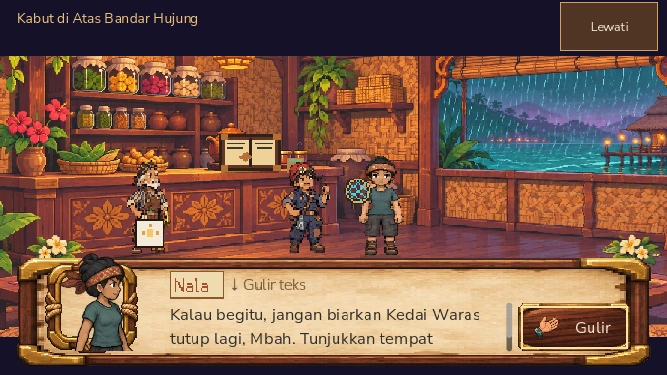 Kabut di Atas Bandar Hujung
Lewati
Nala
↓ Gulir teks
Kalau begitu, jangan biarkan Kedai Waras
tutup lagi, Mbah. Tunjukkan tempat
Gulir